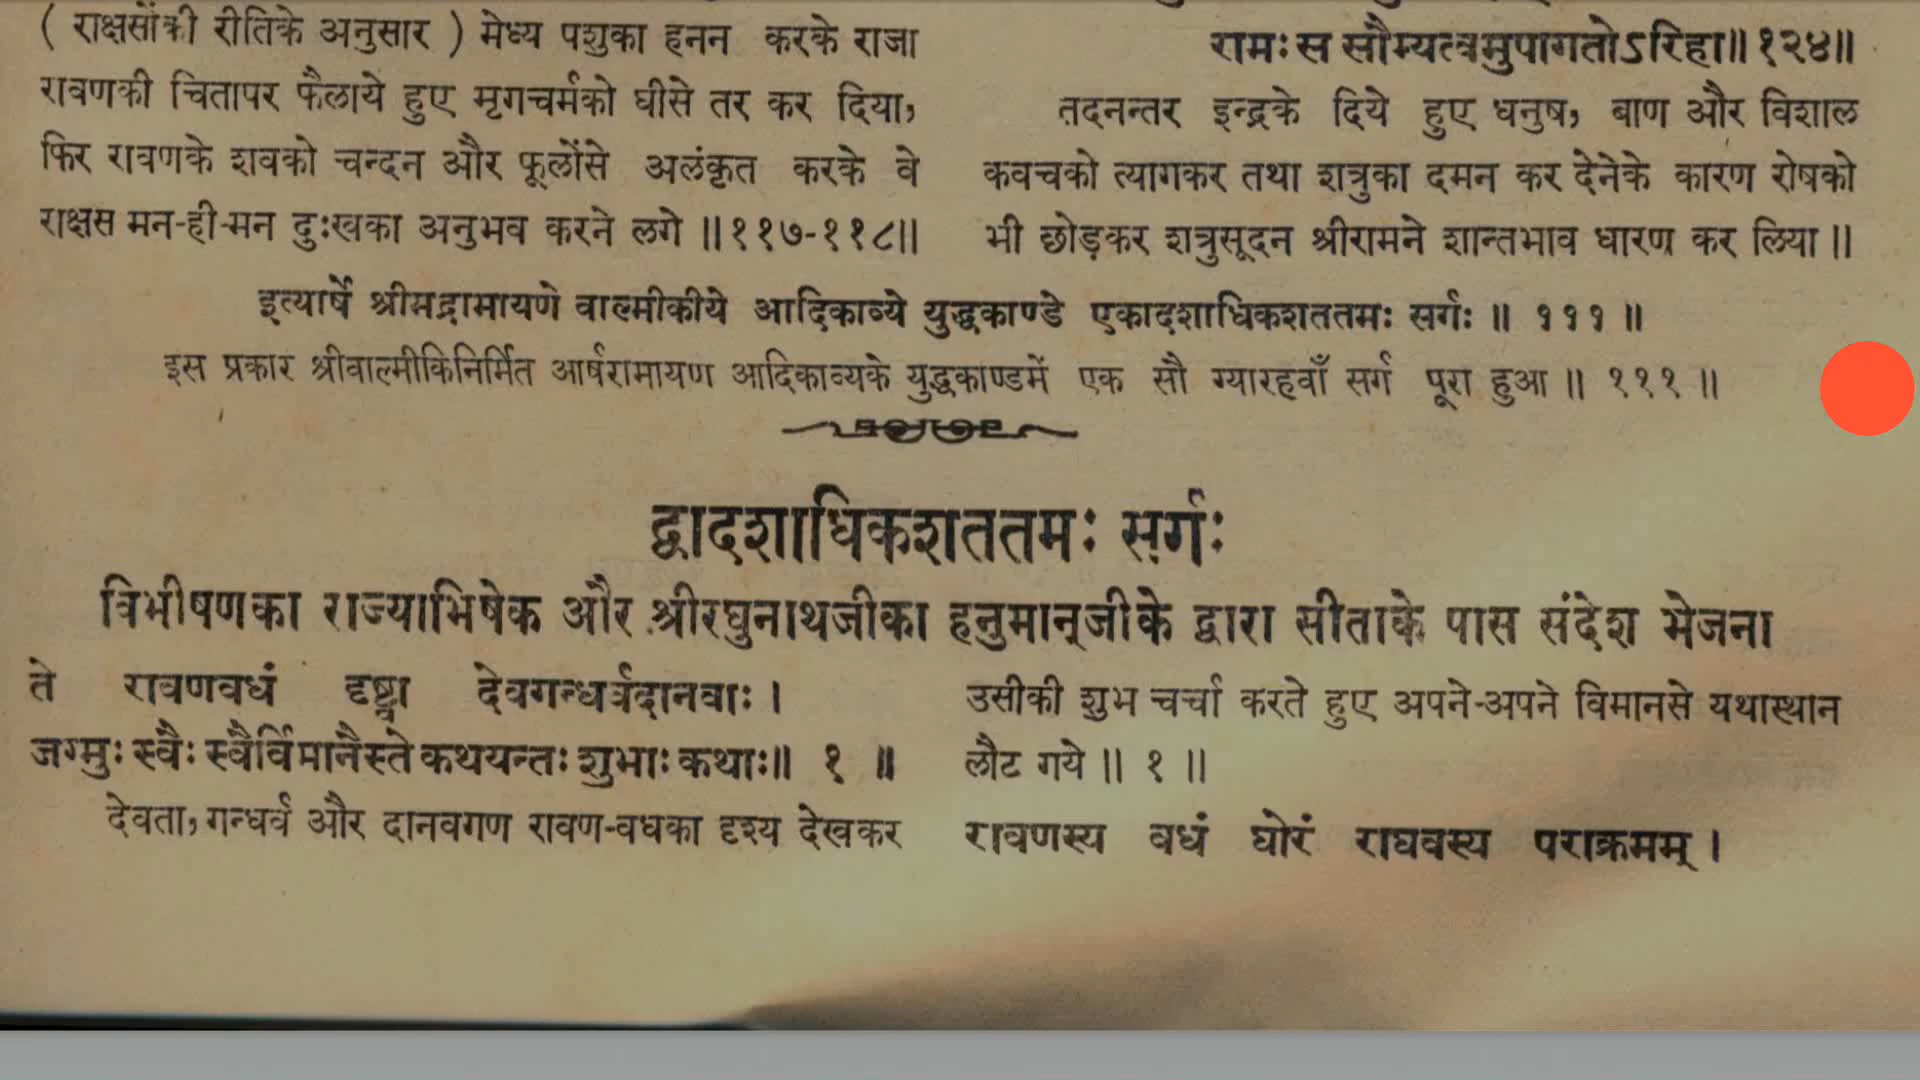 ( राक्षसोंकी रीतिके अनुसार ) मेध्य पशुका हनन करके राजा
रावणकी चितापर फैलाये हुए मृगचर्मको घीसे तर कर दिया,
फिर रावणके शवको चन्दन और फूलोंसे अलंकृत करके वे
राक्षस मन-ही-मन दुःखका अनुभव करने लगे ॥११७-११८॥
रामः स सौम्यत्वमुपागतोऽरिहा॥ १२४॥
तदनन्तर इन्द्रके दिये हुए धनुष, बाण और विशाल
कवचको त्यागकर तथा शत्रुका दमन कर देनेके कारण रोषको
भी छोड़कर शत्रुसूदन श्रीरामने शान्तभाव धारण कर लिया ॥
इत्यार्षे श्रीमद्रामायणे वाल्मीकीये आदिकाव्ये युद्धकाण्डे एकादशाधिकशततमः सर्गः ॥ १११ ॥
इस प्रकार श्रीवाल्मीकिनिर्मित आर्षरामायण आदिकाव्यके युद्धकाण्डमें एक सौ ग्यारहवाँ सर्ग पूरा हुआ ॥ १११ ॥
द्वादशाधिकशततमः सर्गः
विभीषणका राज्याभिषेक और श्रीरघुनाथजीका हनुमान्‌जीके द्वारा सीताके पास संदेश भेजना
ते रावणवधं दृष्ट्वा देवगन्धर्वदानवाः ।
जग्मुः स्वैः स्वैर्विमानैस्ते कथयन्तः शुभाः कथाः॥ १ ॥
देवता, गन्धर्व और दानवगण रावण-वधका दृश्य देखकर
उसीकी शुभ चर्चा करते हुए अपने-अपने विमानसे यथास्थान
लौट गये ॥ १ ॥
रावणस्य वधं घोरं राघवस्य पराक्रमम् ।